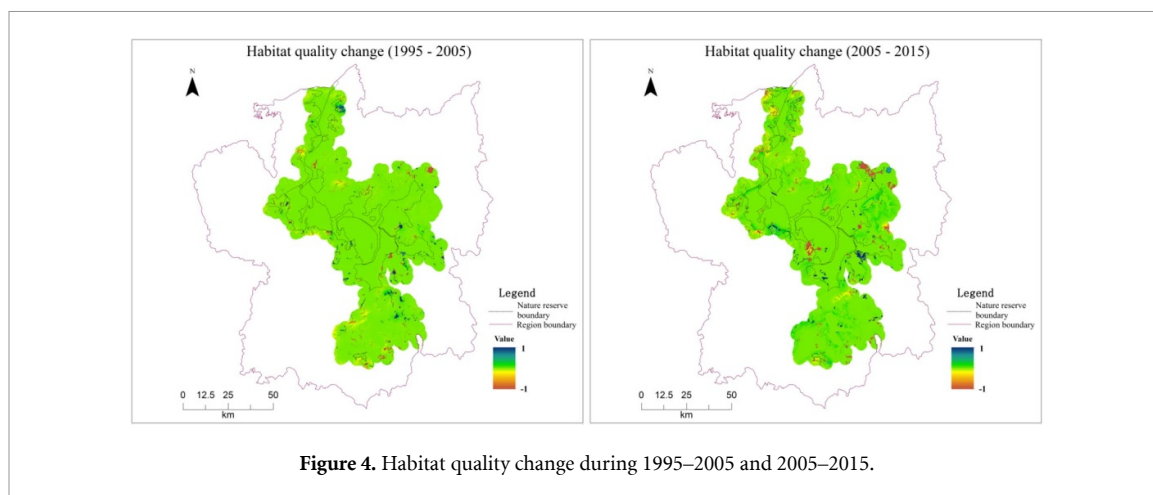 Habitat quality change (1995 - 2005)
N
Legend
Nature reserve
boundary
Region boundary
Value
1
-1
0 12.5 25 50
km
Habitat quality change (2005 - 2015)
N
Legend
Nature reserve
boundary
Region boundary
Value
1
-1
0 12.5 25 50
km
Figure 4. Habitat quality change during 1995–2005 and 2005–2015.